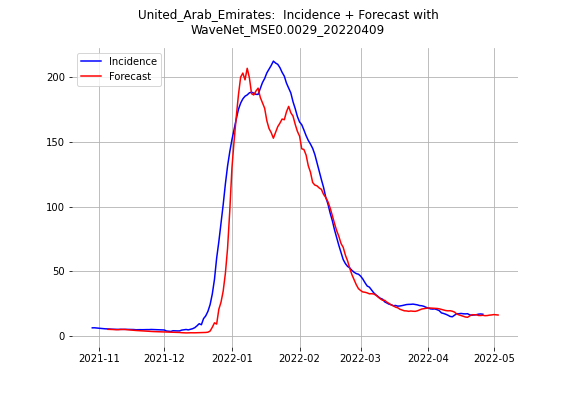 United_Arab_Emirates:  Incidence + Forecast with
WaveNet_MSE0.0029_20220409
Incidence
Forecast
200
150
100
50
0
2021-11 2021-12 2022-01 2022-02 2022-03 2022-04 2022-05